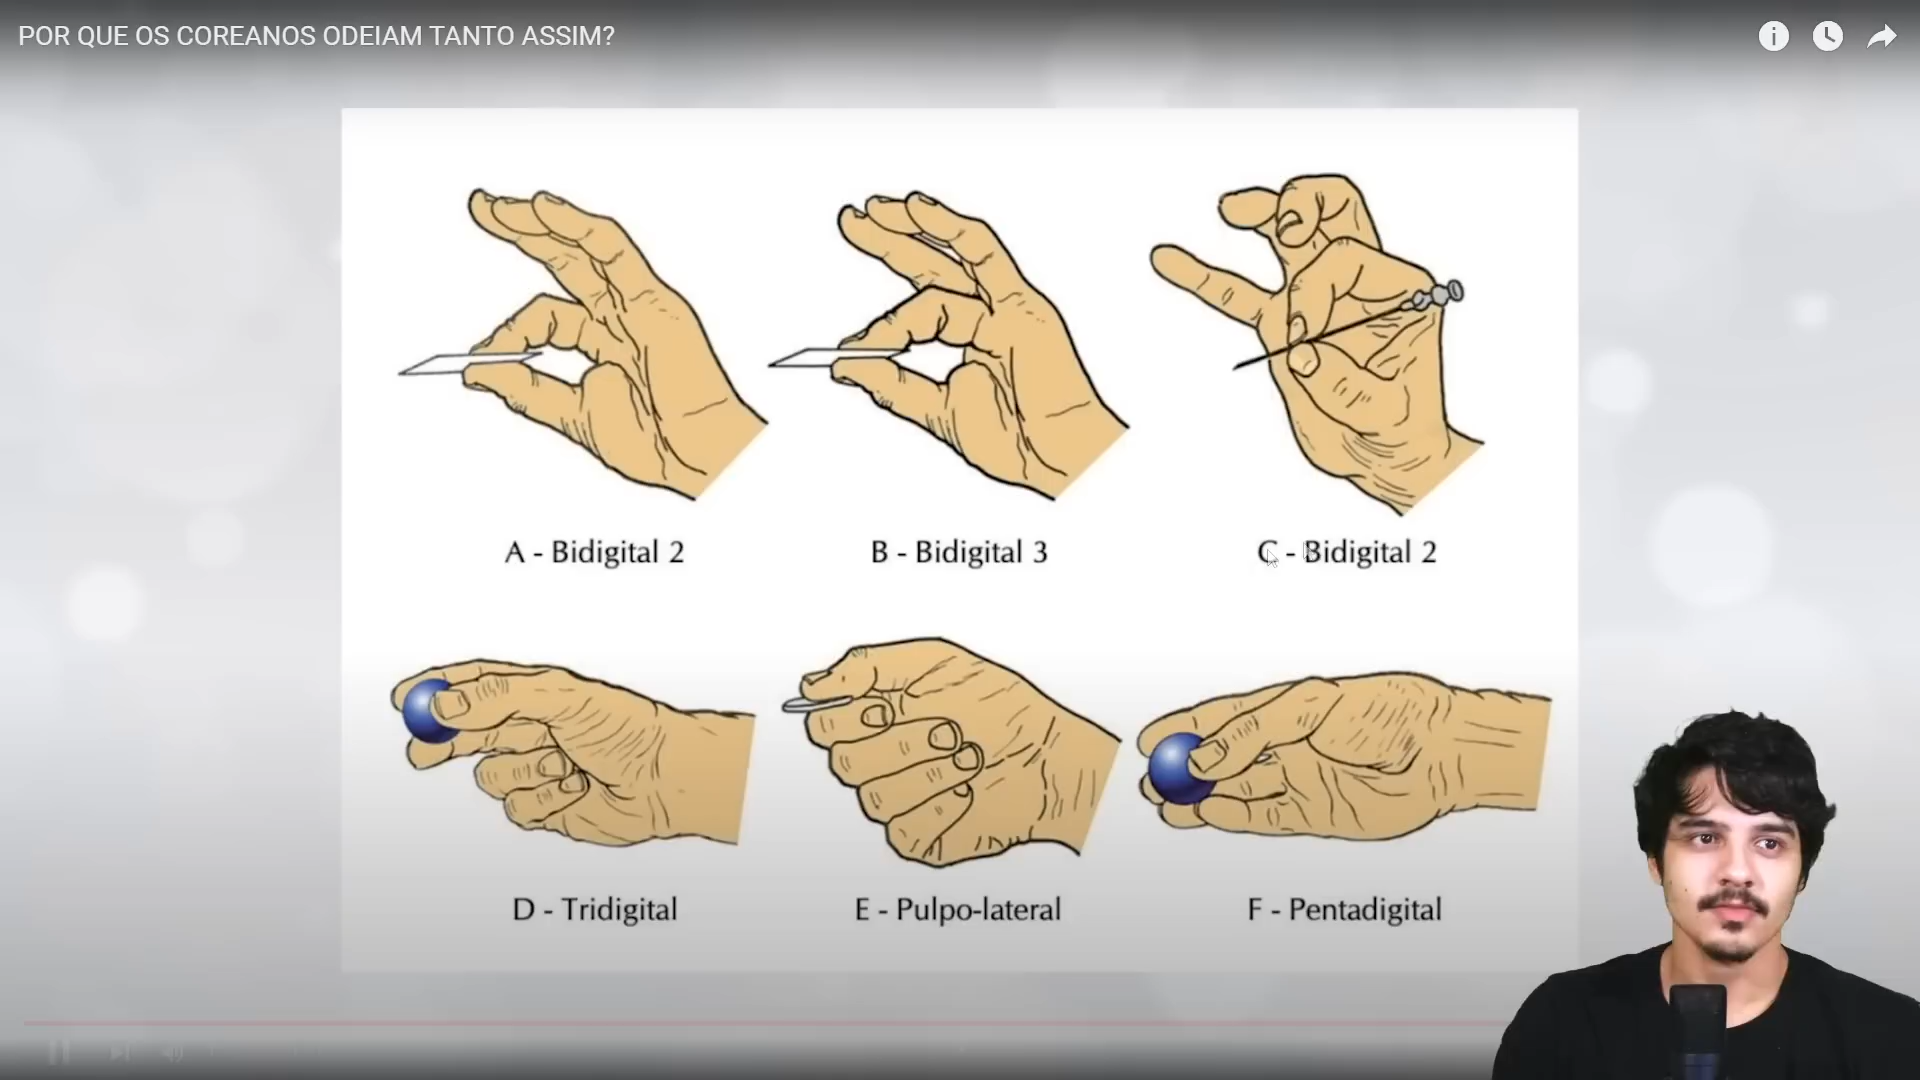 POR QUE OS COREANOS ODEIAM TANTO ASSIM?
A - Bidigital 2
B - Bidigital 3
C - Bidigital 2
D - Tridigital
E - Pulpo-lateral
F - Pentadigital